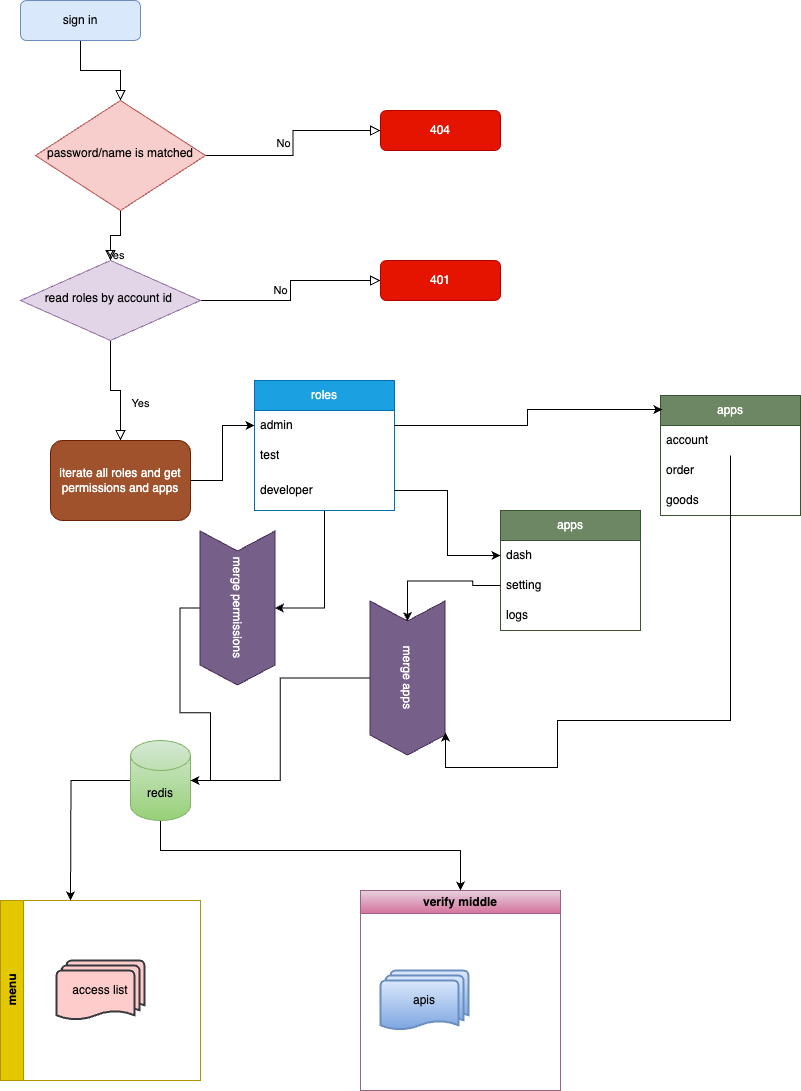 sign in
password/name is matched
No
404
Yes
read roles by account id
No
401
Yes
iterate all roles and get
permissions and apps
roles
admin
test
developer
apps
account
order
goods
apps
dash
setting
logs
merge permissions
merge apps
redis
menu
access list
verify middle
apis